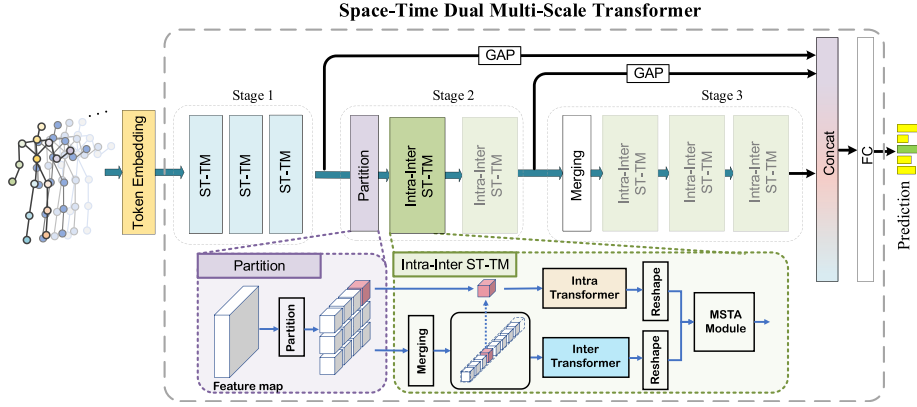 Space-Time Dual Multi-Scale Transformer
GAP
GAP
Stage 1
Stage 2
Stage 3
Token Embedding
ST-TM
ST-TM
ST-TM
Partition
Intra-Inter
ST-TM
Intra-Inter
ST-TM
Merging
Intra-Inter
ST-TM
Intra-Inter
ST-TM
Intra-Inter
ST-TM
Concat
FC
Prediction
Partition
Feature map
Partition
Intra-Inter ST-TM
Merging
Intra
Transformer
Inter
Transformer
Reshape
Reshape
MSTA
Module